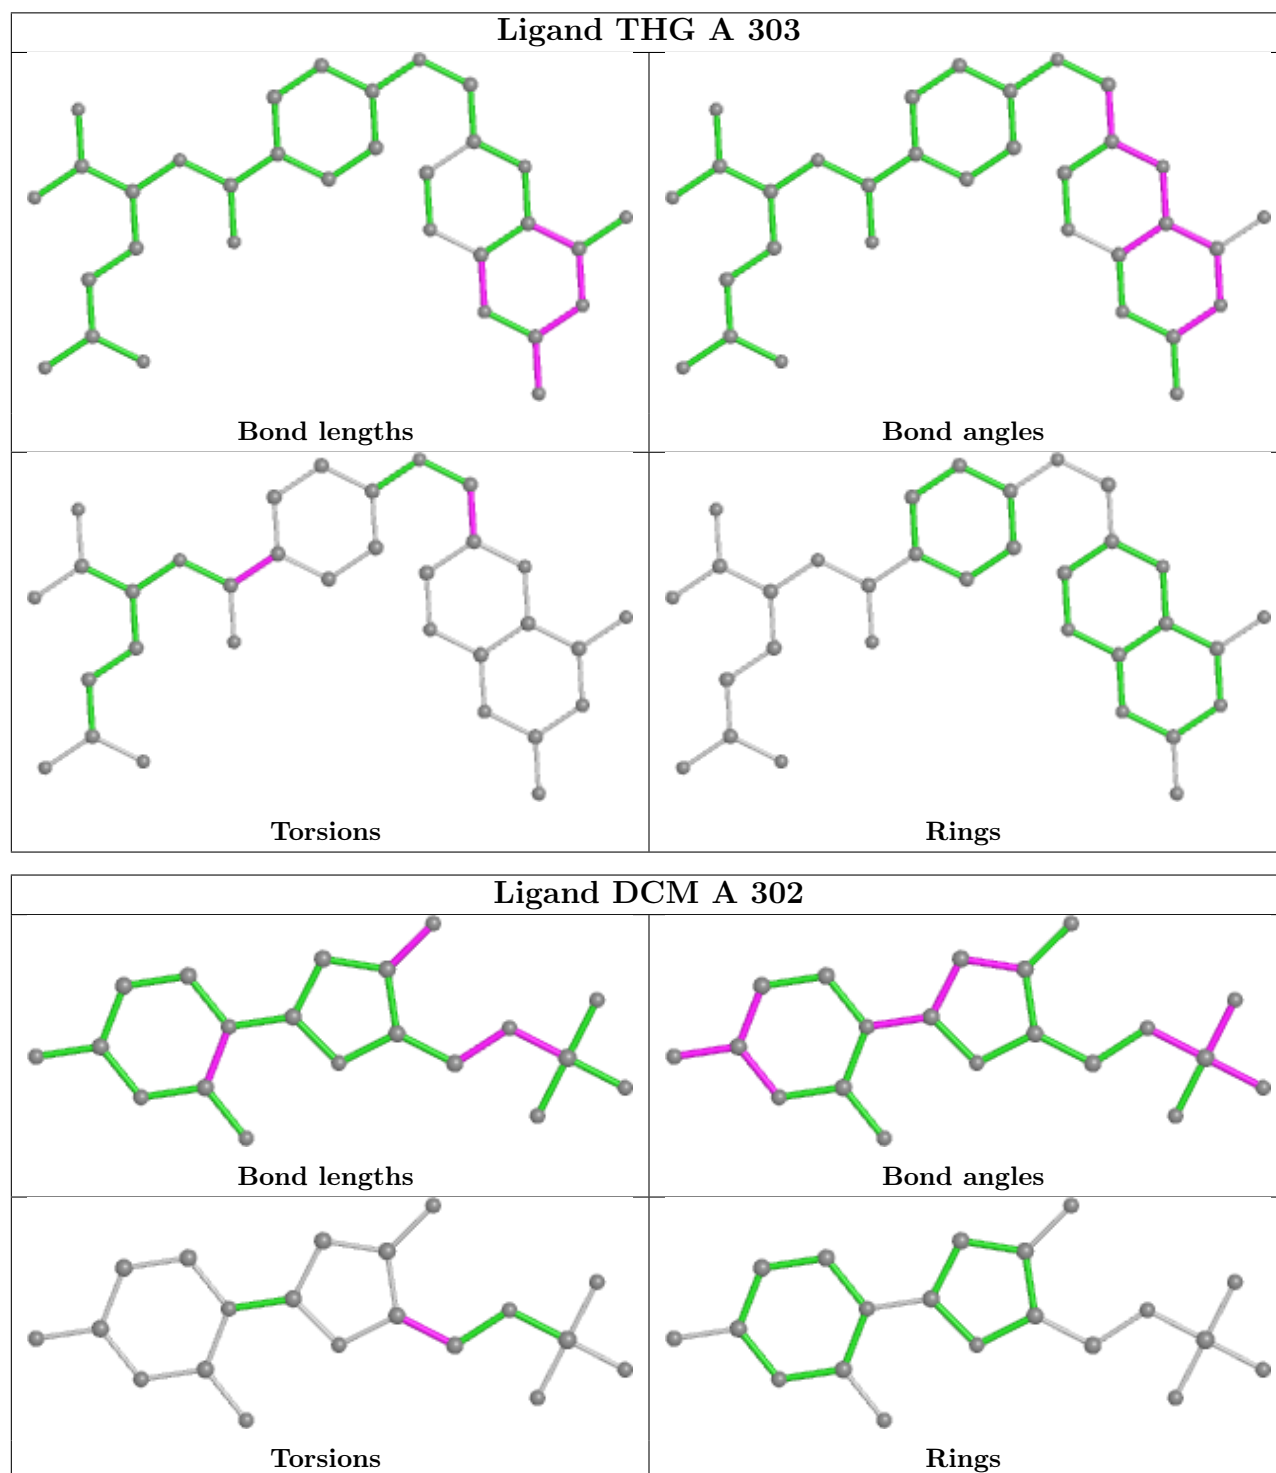 Ligand THG A 303
Bond lengths
Bond angles
Torsions
Rings
Ligand DCM A 302
Bond lengths
Bond angles
Torsions
Rings